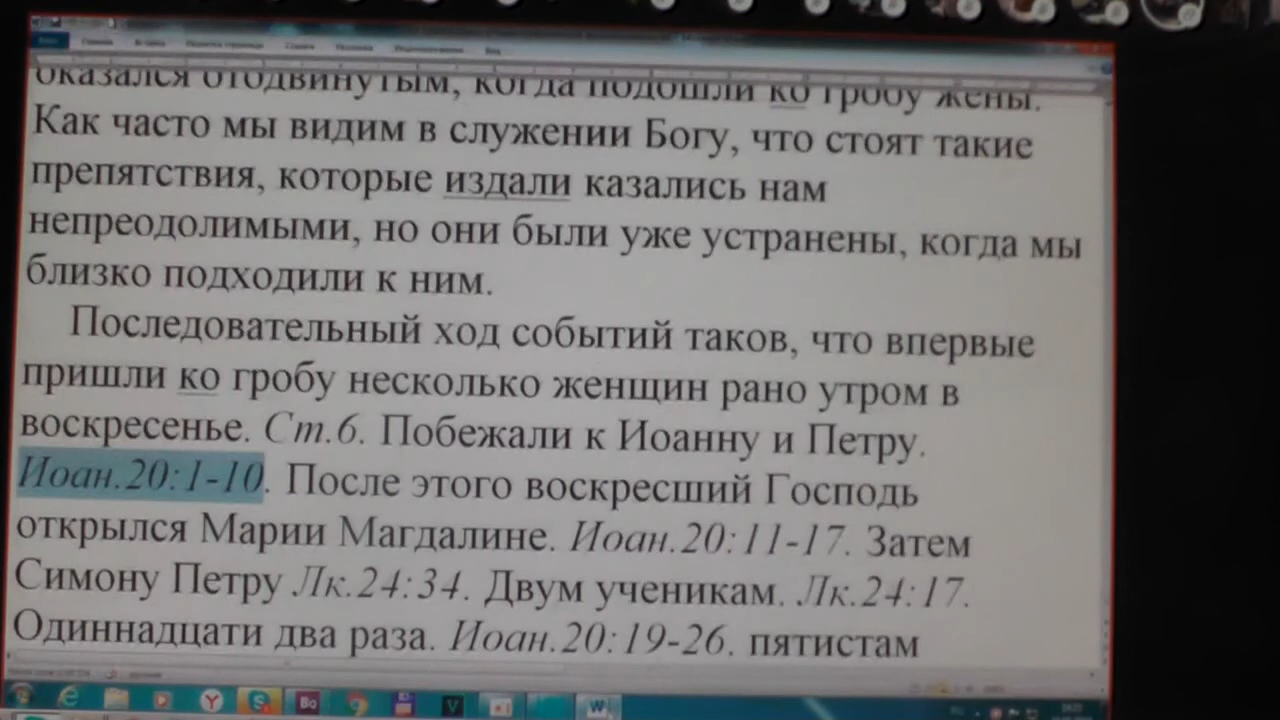 оказался отодвинутым, когда подошли ко гробу жены.
Как часто мы видим в служении Богу, что стоят такие
препятствия, которые издали казались нам
непреодолимыми, но они были уже устранены, когда мы
близко подходили к ним.
Последовательный ход событий таков, что впервые
пришли ко гробу несколько женщин рано утром в
воскресенье. Ст.6. Побежали к Иоанну и Петру.
Иоан.20:1-10. После этого воскресший Господь
открылся Марии Магдалине. Иоан.20:11-17. Затем
Симону Петру Лк.24:34. Двум ученикам. Лк.24:17.
Одиннадцати два раза. Иоан.20:19-26. пятистам